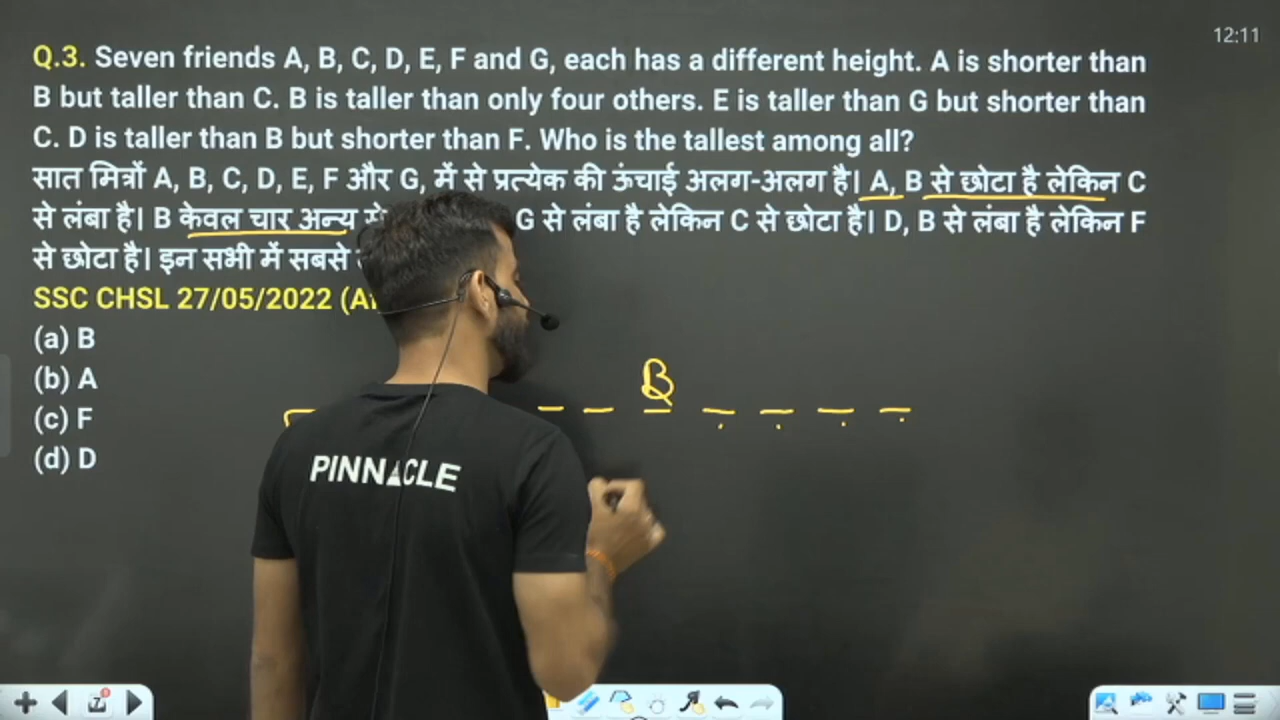 12:11
Q.3. Seven friends A, B, C, D, E, F and G, each has a different height. A is shorter than
B but taller than C. B is taller than only four others. E is taller than G but shorter than
C. D is taller than B but shorter than F. Who is the tallest among all?
सात मित्रों A, B, C, D, E, F और G, में से प्रत्येक की ऊंचाई अलग-अलग है। A, B से छोटा है लेकिन C
से लंबा है। B केवल चार अन्य G से लंबा है लेकिन C से छोटा है। D, B से लंबा है लेकिन F
से छोटा है। इन सभी में सबसे
SSC CHSL 27/05/2022
(a) B
(b) A
(c) F
(d) D
B
PINNACLE